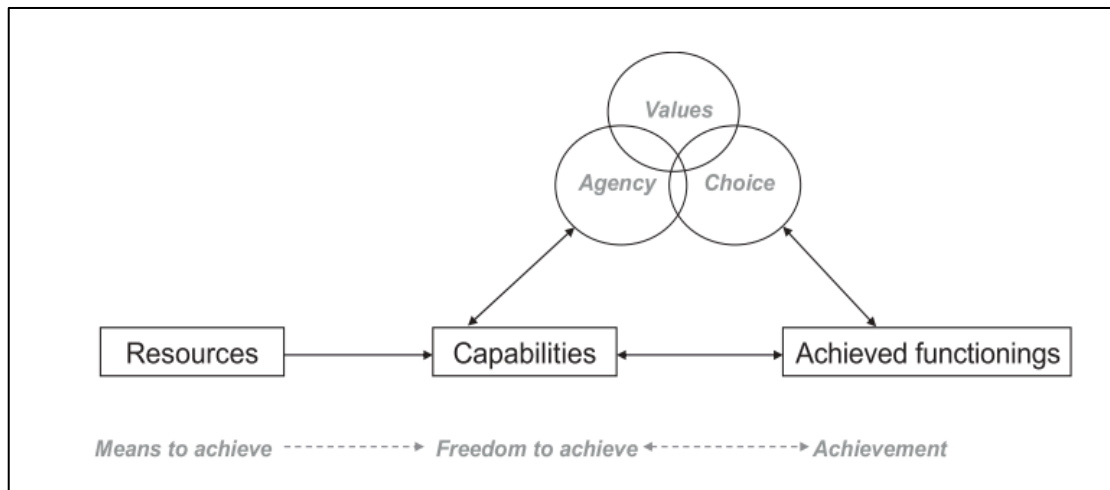 Values
Agency Choice
Resources Capabilities Achieved functionings
Means to achieve Freedom to achieve Achievement